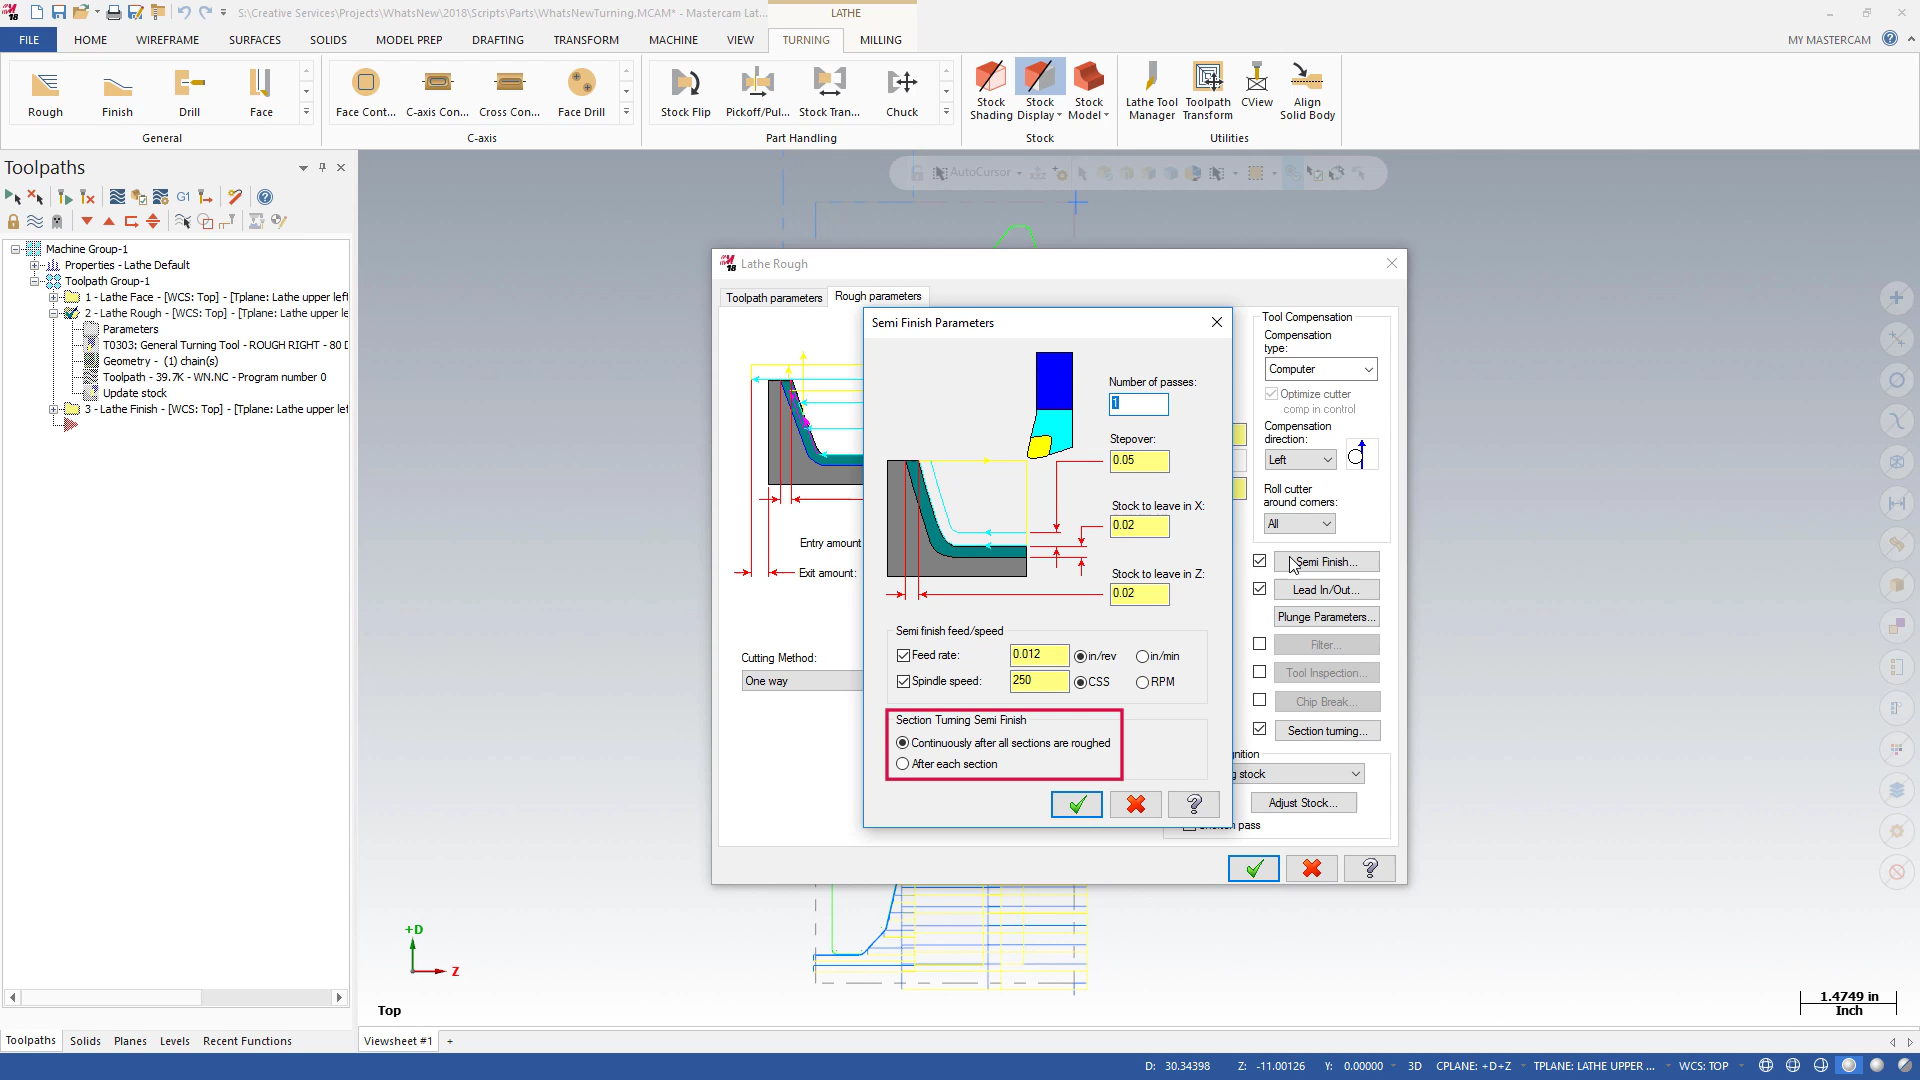 S:\Creative Services\Projects\WhatsNew\2018\Scripts\Parts\WhatsNewTurning.MCAM* - Mastercam Lat...
LATHE
FILE HOME WIREFRAME SURFACES SOLIDS MODEL PREP DRAFTING TRANSFORM MACHINE VIEW TURNING MILLING MY MASTERCAM
Rough Finish Drill Face
General
Face Cont... C-axis Con... Cross Con... Face Drill
C-axis
Stock Flip Pickoff/Pul... Stock Tran... Chuck
Part Handling
Stock Shading
Stock Display
Stock Model
Stock
Lathe Tool Manager
Toolpath Transform
CView
Align Solid Body
Utilities
Toolpaths
G1
AutoCursor
Machine Group-1
Properties - Lathe Default
Toolpath Group-1
1 - Lathe Face - [WCS: Top] - [Tplane: Lathe upper left
2 - Lathe Rough - [WCS: Top] - [Tplane: Lathe upper le
Parameters
T0303: General Turning Tool - ROUGH RIGHT - 80 D
Geometry - (1) chain(s)
Toolpath - 39.7K - WN.NC - Program number 0
Update stock
3 - Lathe Finish - [WCS: Top] - [Tplane: Lathe upper left
18 Lathe Rough
Toolpath parameters Rough parameters
Entry amount
Exit amount:
Cutting Method:
One way
Tool Compensation
Compensation
type:
Computer
Optimize cutter
comp in control
Compensation
direction:
Left
Roll cutter
around corners:
All
Semi Finish...
Lead In/Out...
Plunge Parameters...
Filter...
Tool Inspection...
Chip Break...
Section turning...
nition
g stock
Adjust Stock...
pass
Semi Finish Parameters
Number of passes:
1
Stepover:
0.05
Stock to leave in X:
0.02
Stock to leave in Z:
0.02
Semi finish feed/speed
Feed rate: 0.012 in/rev in/min
Spindle speed: 250 CSS RPM
Section Turning Semi Finish
Continuously after all sections are roughed
After each section
+D
Z
Top
1.4749 in
Inch
Toolpaths Solids Planes Levels Recent Functions
Viewsheet #1 +
D: 30.34398 Z: -11.00126 Y: 0.00000 3D CPLANE: +D+Z TPLANE: LATHE UPPER ... WCS: TOP